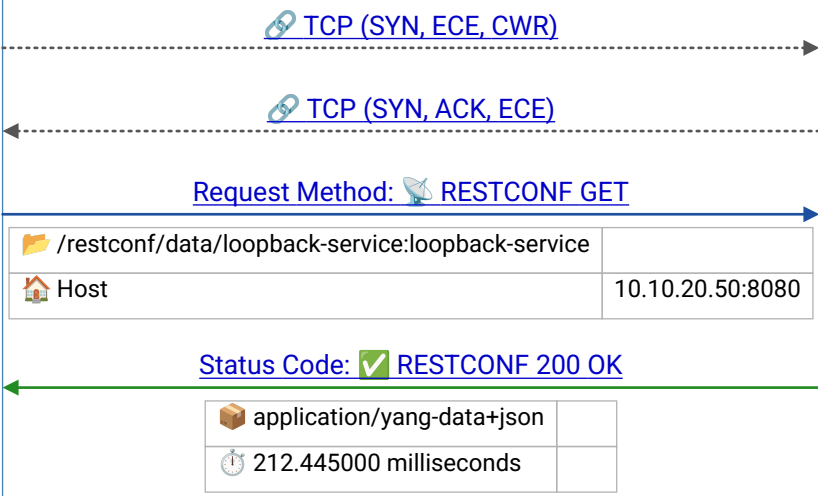 🔗 TCP (SYN, ECE, CWR)
🔗 TCP (SYN, ACK, ECE)
Request Method: 📡 RESTCONF GET
📂 /restconf/data/loopback-service:loopback-service
🏠 Host 10.10.20.50:8080
Status Code: ✅ RESTCONF 200 OK
📦 application/yang-data+json
⏱ 212.445000 milliseconds